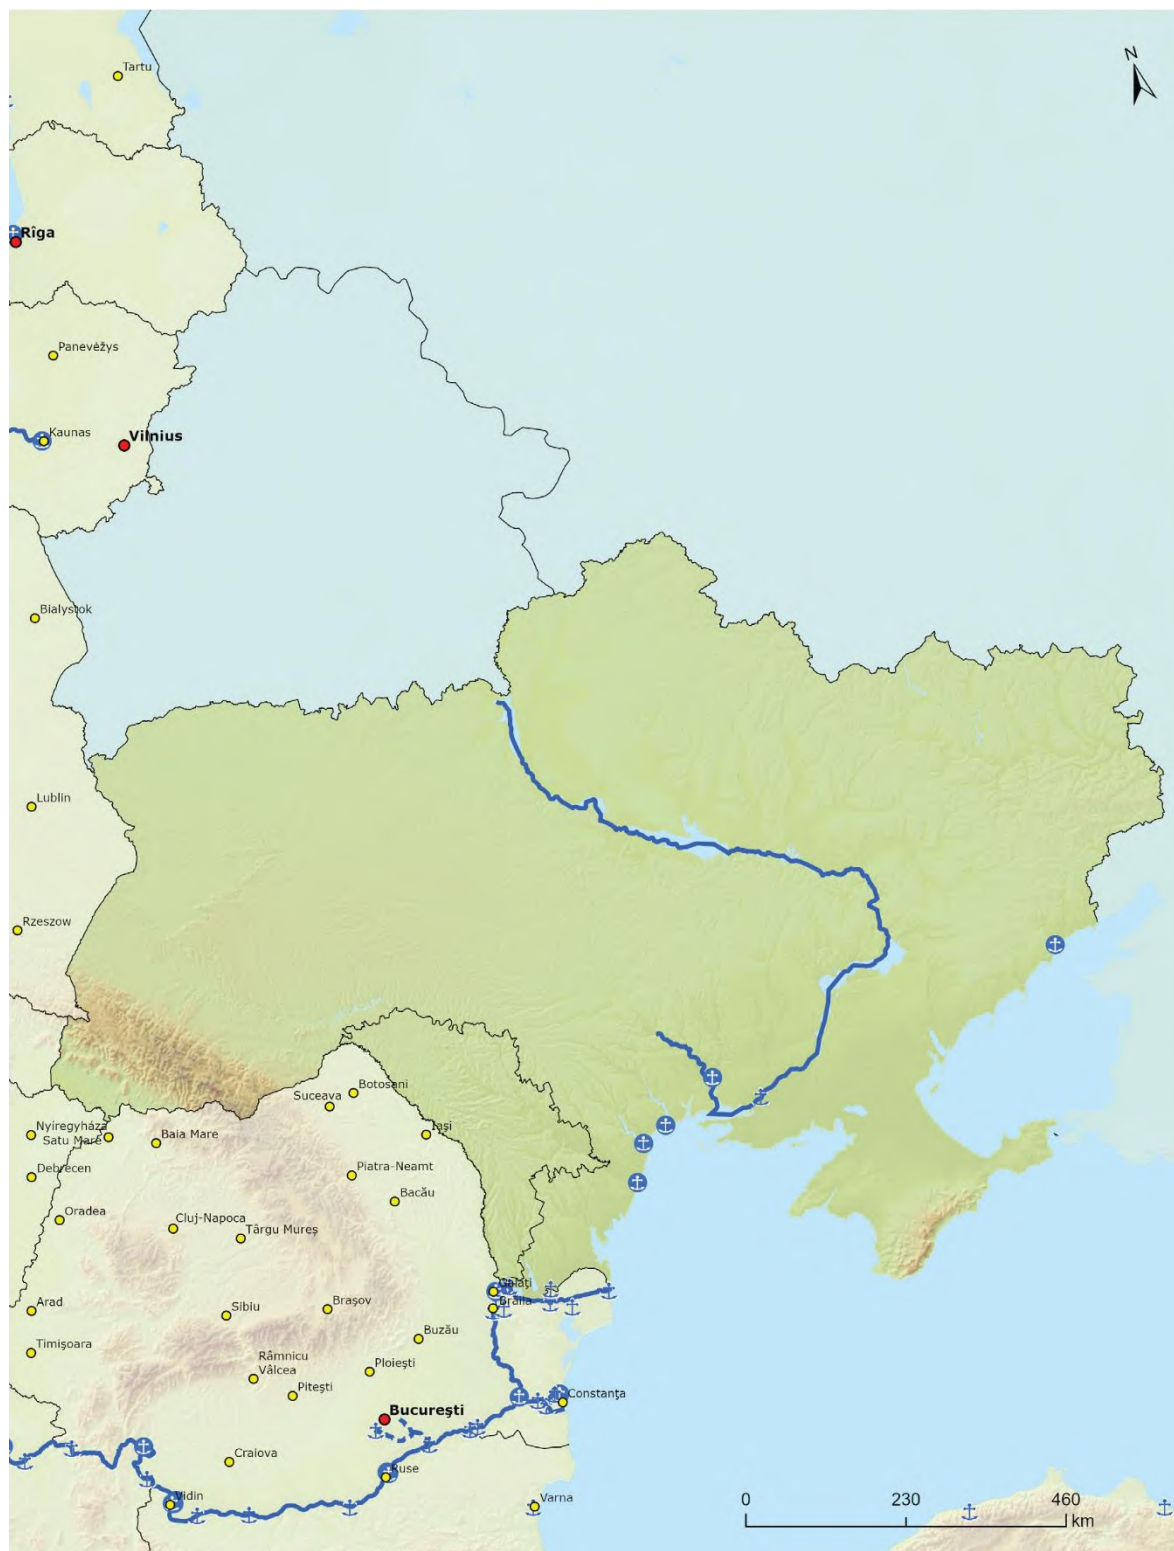 Tartu
N
Rîga
Panevėžys
Kaunas
Vilnius
Bialystok
Lublin
Rzeszow
Botosani
Suceava
Nyiregyháza
Satu Mare
Baia Mare
Iaşi
Debrecen
Piatra-Neamt
Bacău
Oradea
Cluj-Napoca
Târgu Mureş
Galaţi
Brăila
Arad
Sibiu
Braşov
Buzău
Timişoara
Râmnicu
Vâlcea
Ploieşti
Piteşti
Constanţa
Bucureşti
Craiova
Ruse
Vidin
Varna
0 230 460
km